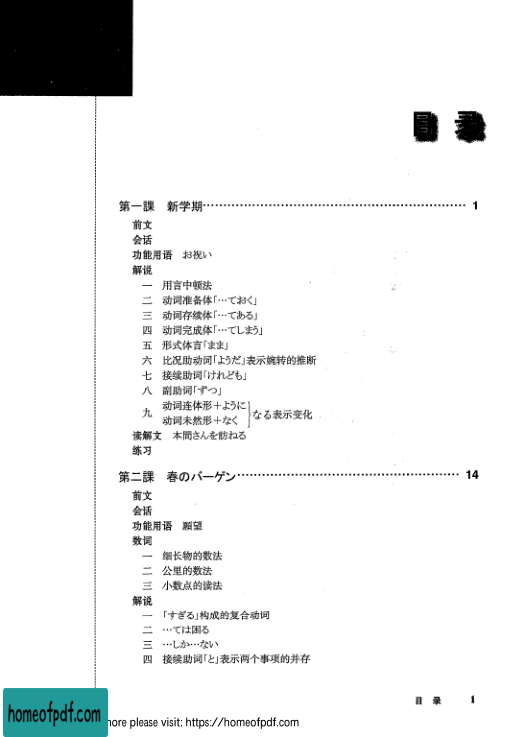 目 录
第一課 新学期…………………………………………………… 1
前文
会话
功能用语 お祝い
解说
一 用言中顿法
二 动词准备体「…ておく」
三 动词存续体「…てある」
四 动词完成体「…てしまう」
五 形式体言「まま」
六 比况助动词「ようだ」表示婉转的推断
七 接续助词「けれども」
八 副助词「ずつ」
九 动词连体形＋ように
动词未然形＋なく
}なる表示变化
读解文 本間さんを訪ねる
练习
第二課 春のバーゲン……………………………………………… 14
前文
会话
功能用语 願望
数词
一 细长物的数法
二 公里的数法
三 小数点的读法
解说
一 「すぎる」构成的复合动词
二 …ては困る
三 …しか…ない
四 接续助词「と」表示两个事项的并存
目 录 1
homeofpdf.com
more please visit: https://homeofpdf.com